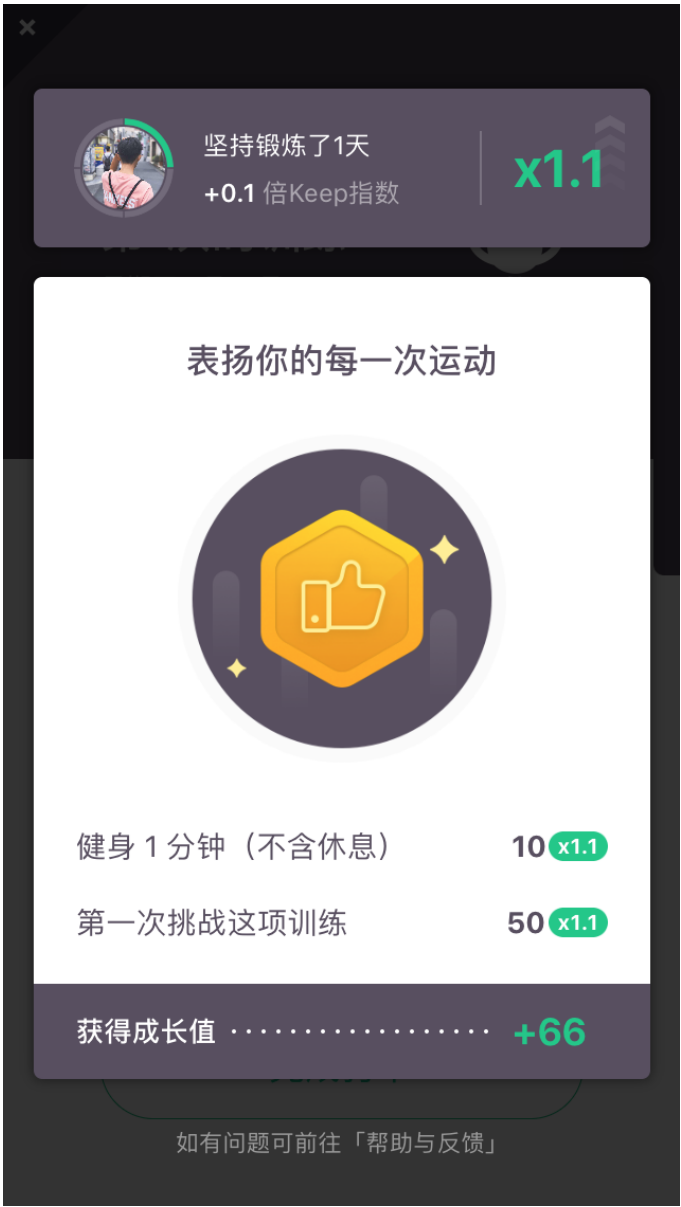 坚持锻炼了1天
+0.1 倍Keep指数
x1.1
表扬你的每一次运动
健身 1 分钟（不含休息） 10 x1.1
第一次挑战这项训练 50 x1.1
获得成长值 ·················· +66
如有问题可前往「帮助与反馈」